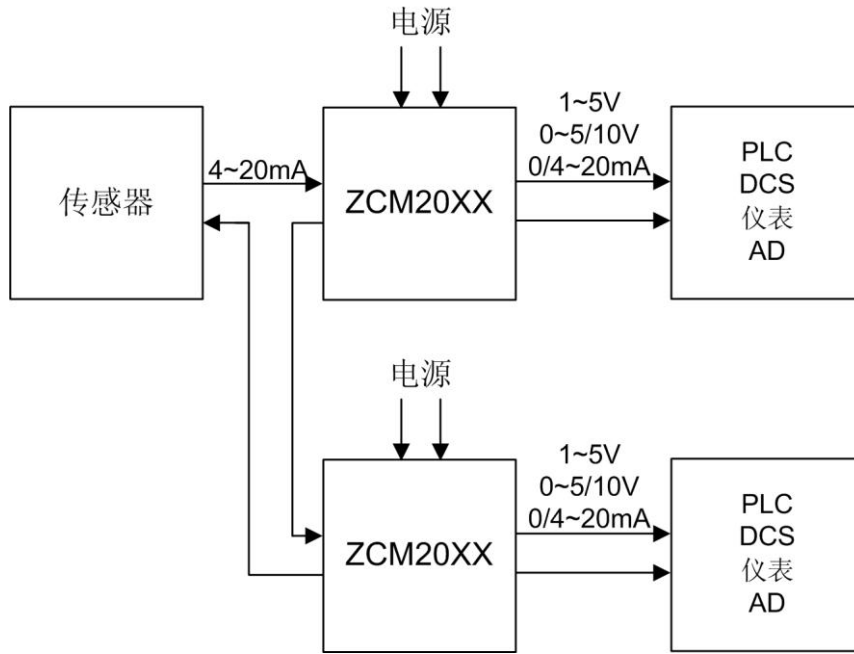 电源
1~5V
0~5/10V
0/4~20mA
4~20mA
传感器
ZCM20XX
PLC
DCS
仪表
AD
电源
1~5V
0~5/10V
0/4~20mA
ZCM20XX
PLC
DCS
仪表
AD